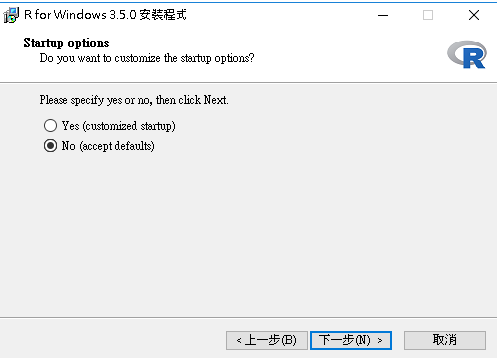 R for Windows 3.5.0 安裝程式
Startup options
Do you want to customize the startup options?
R
Please specify yes or no, then click Next.
Yes (customized startup)
No (accept defaults)
< 上一步(B)
下一步(N) >
取消